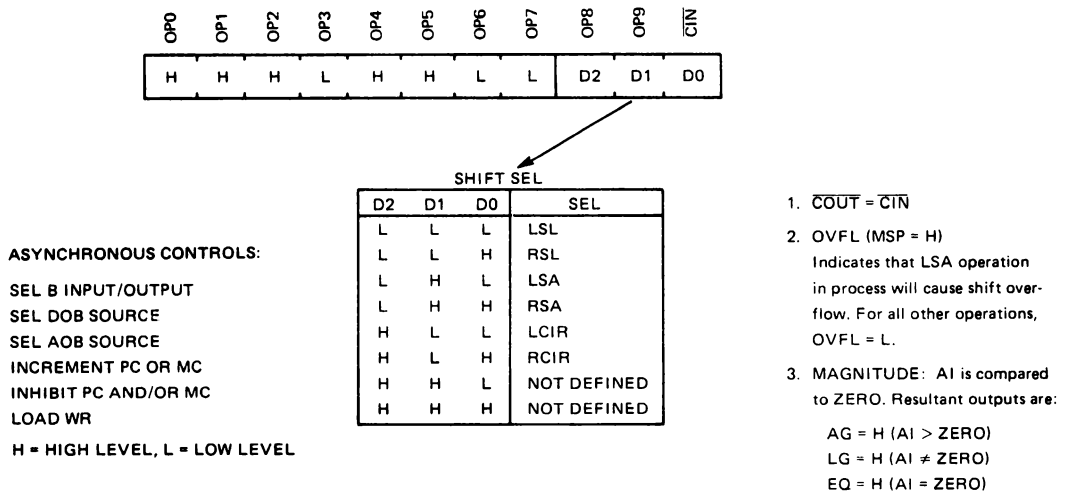 OP0 OP1 OP2 OP3 OP4 OP5 OP6 OP7 OP8 OP9 CIN
H H H L H H L L D2 D1 D0
SHIFT SEL
D2 D1 D0 SEL
L L L LSL
L L H RSL
L H L LSA
L H H RSA
H L L LCIR
H L H RCIR
H H L NOT DEFINED
H H H NOT DEFINED
ASYNCHRONOUS CONTROLS:
SEL B INPUT/OUTPUT
SEL DOB SOURCE
SEL AOB SOURCE
INCREMENT PC OR MC
INHIBIT PC AND/OR MC
LOAD WR
H = HIGH LEVEL, L = LOW LEVEL
1. COUT = CIN
2. OVFL (MSP = H)
Indicates that LSA operation
in process will cause shift over-
flow. For all other operations,
OVFL = L.
3. MAGNITUDE: AI is compared
to ZERO. Resultant outputs are:
AG = H (AI > ZERO)
LG = H (AI ≠ ZERO)
EQ = H (AI = ZERO)